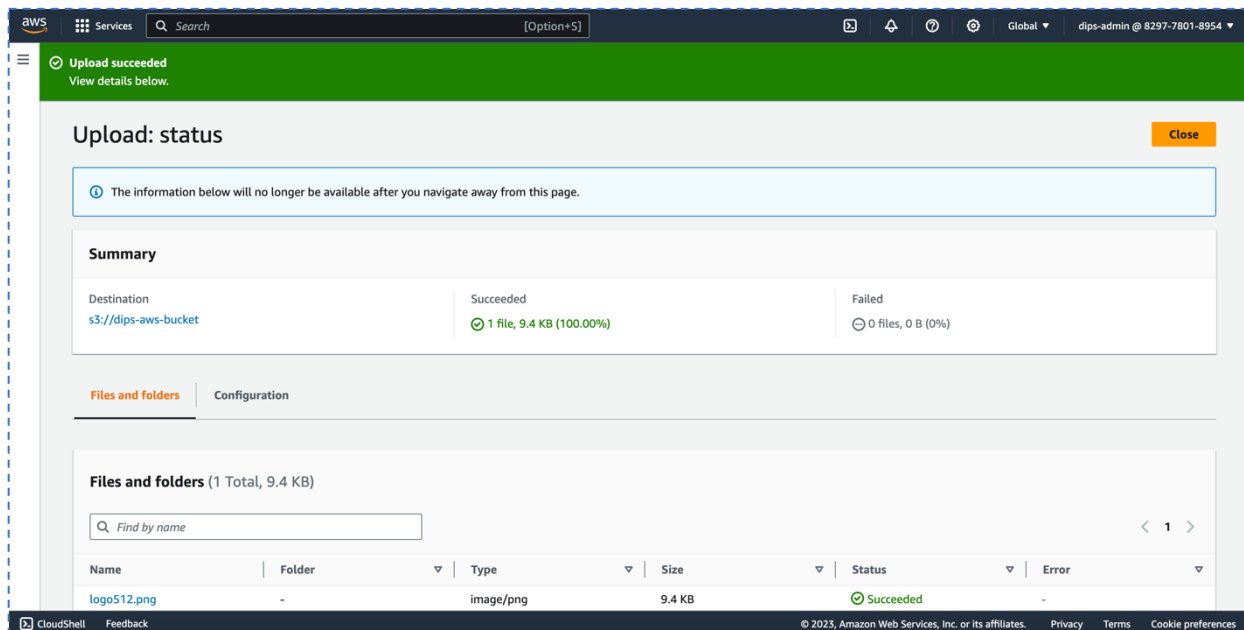 aws Services Search [Option+S] Global dips-admin @ 8297-7801-8954
Upload succeeded
View details below.
Upload: status Close
The information below will no longer be available after you navigate away from this page.
Summary
Destination Succeeded Failed
s3://dips-aws-bucket 1 file, 9.4 KB (100.00%) 0 files, 0 B (0%)
Files and folders Configuration
Files and folders (1 Total, 9.4 KB)
Find by name 1
Name Folder Type Size Status Error
logo512.png - image/png 9.4 KB Succeeded -
CloudShell Feedback © 2023, Amazon Web Services, Inc. or its affiliates. Privacy Terms Cookie preferences